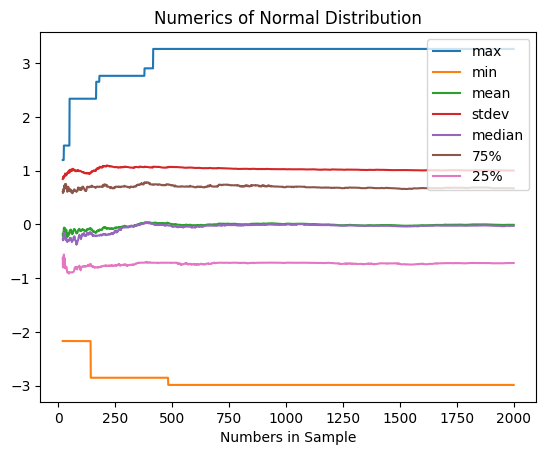 Numerics of Normal Distribution
3
2
1
0
−1
−2
−3
max
min
mean
stdev
median
75%
25%
0 250 500 750 1000 1250 1500 1750 2000
Numbers in Sample